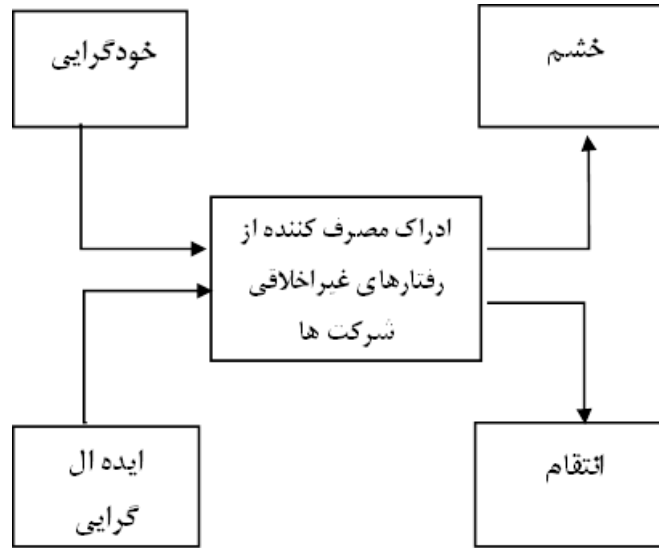 خودگرایی
خشم
ادراک مصرف کننده از
رفتارهای غیراخلاقی
شرکت ها
ایده ال
گرایی
انتقام